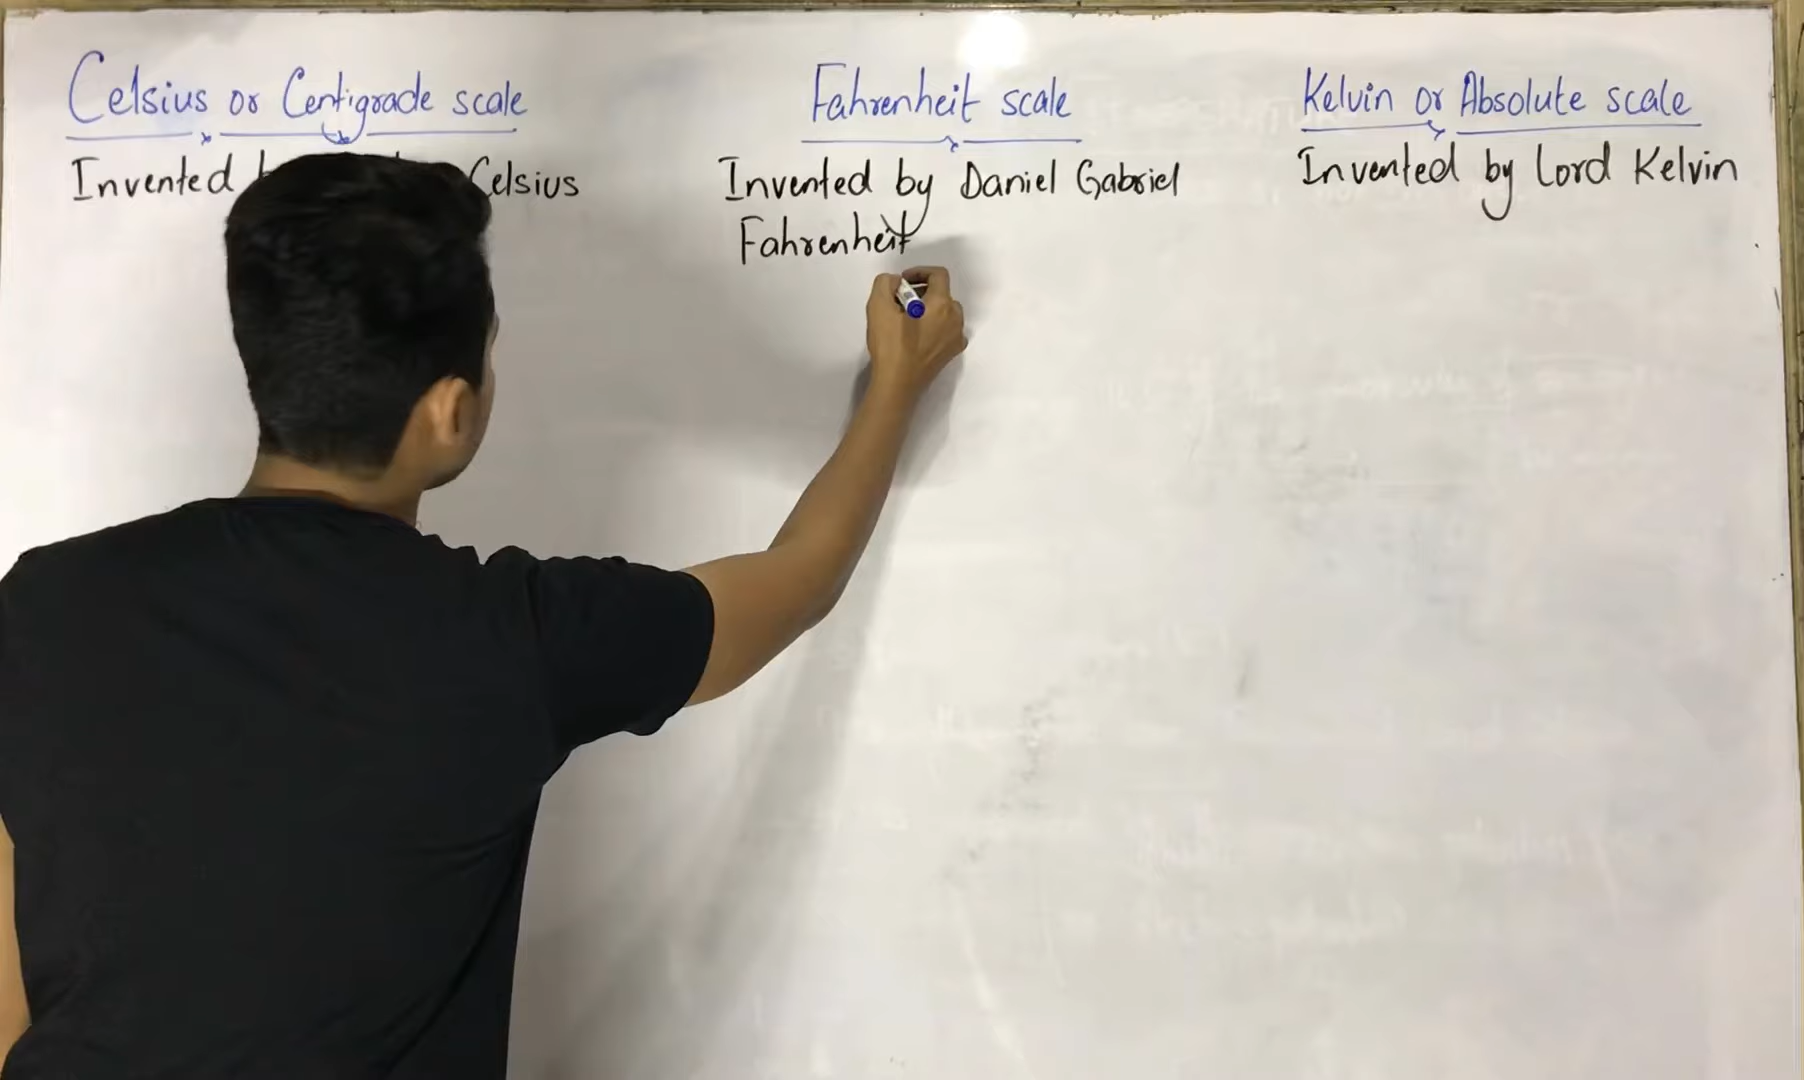 Celsius or Centigrade scale
Invented Celsius
Fahrenheit scale
Invented by Daniel Gabriel
Fahrenheit
Kelvin or Absolute scale
Invented by Lord Kelvin